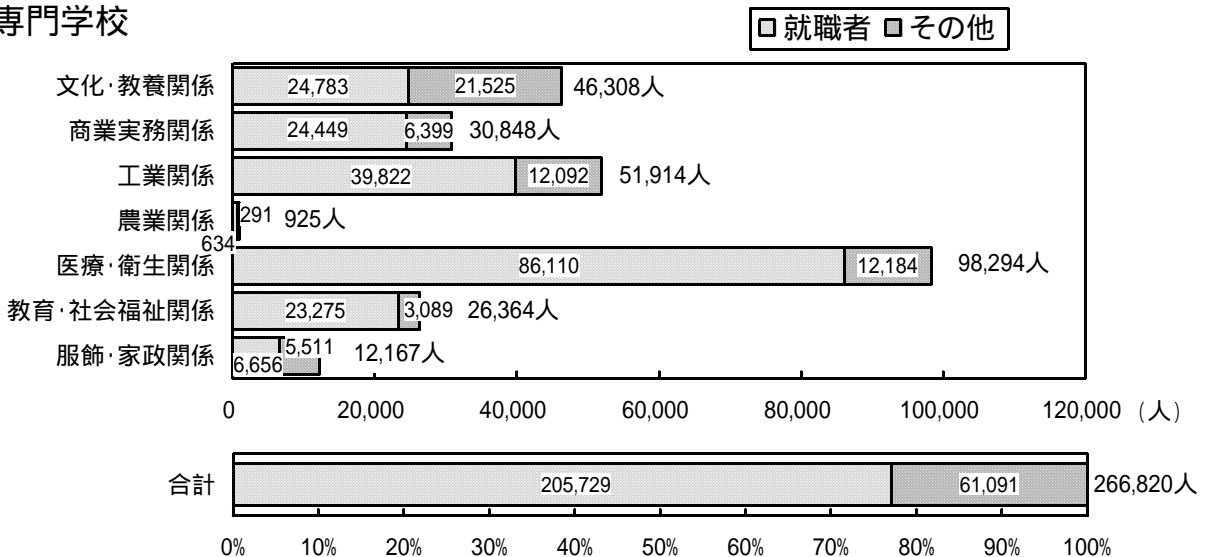 専門学校
就職者 その他
文化・教養関係 24,783 21,525 46,308人
商業実務関係 24,449 6,399 30,848人
工業関係 39,822 12,092 51,914人
農業関係 634 291 925人
医療・衛生関係 86,110 12,184 98,294人
教育・社会福祉関係 23,275 3,089 26,364人
服飾・家政関係 6,656 5,511 12,167人
0 20,000 40,000 60,000 80,000 100,000 120,000 (人)
合計 205,729 61,091 266,820人
0% 10% 20% 30% 40% 50% 60% 70% 80% 90% 100%